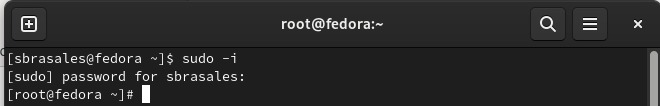 root@fedora:~
[sbrasales@fedora ~]$ sudo -i
[sudo] password for sbrasales:
[root@fedora ~]#